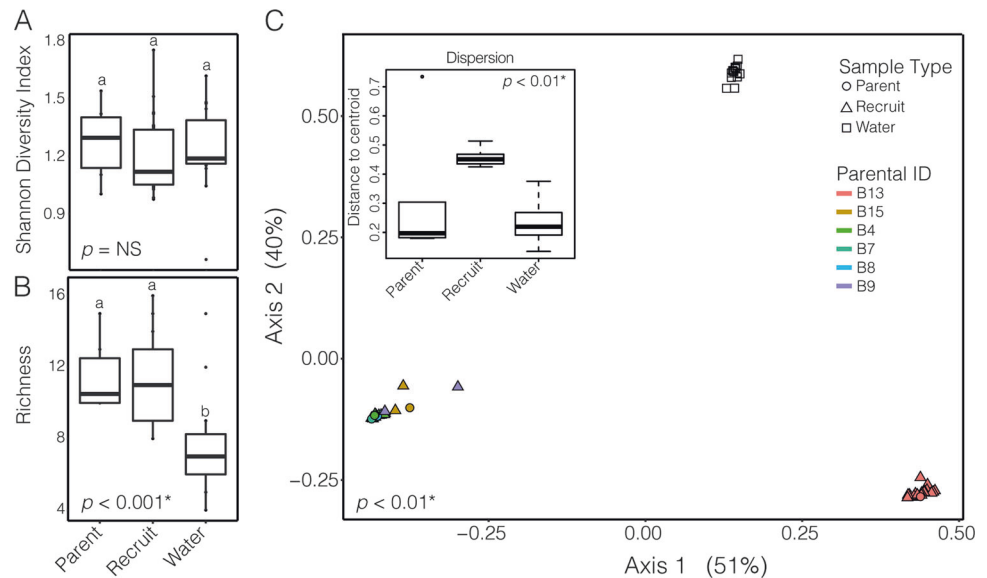 A
Shannon Diversity Index
1.8
1.5
1.2
0.9
a
a
a
p = NS
B
Richness
16
12
8
4
a
a
b
p < 0.001*
Parent
Recruit
Water
C
Axis 2 (40%)
0.50
0.25
0.00
−0.25
Dispersion
p < 0.01*
Distance to centroid
0.7
0.6
0.5
0.4
0.3
0.2
Parent
Recruit
Water
Sample Type
Parent
Recruit
Water
Parental ID
B13
B15
B4
B7
B8
B9
p < 0.01*
−0.25
0.00
0.25
0.50
Axis 1 (51%)